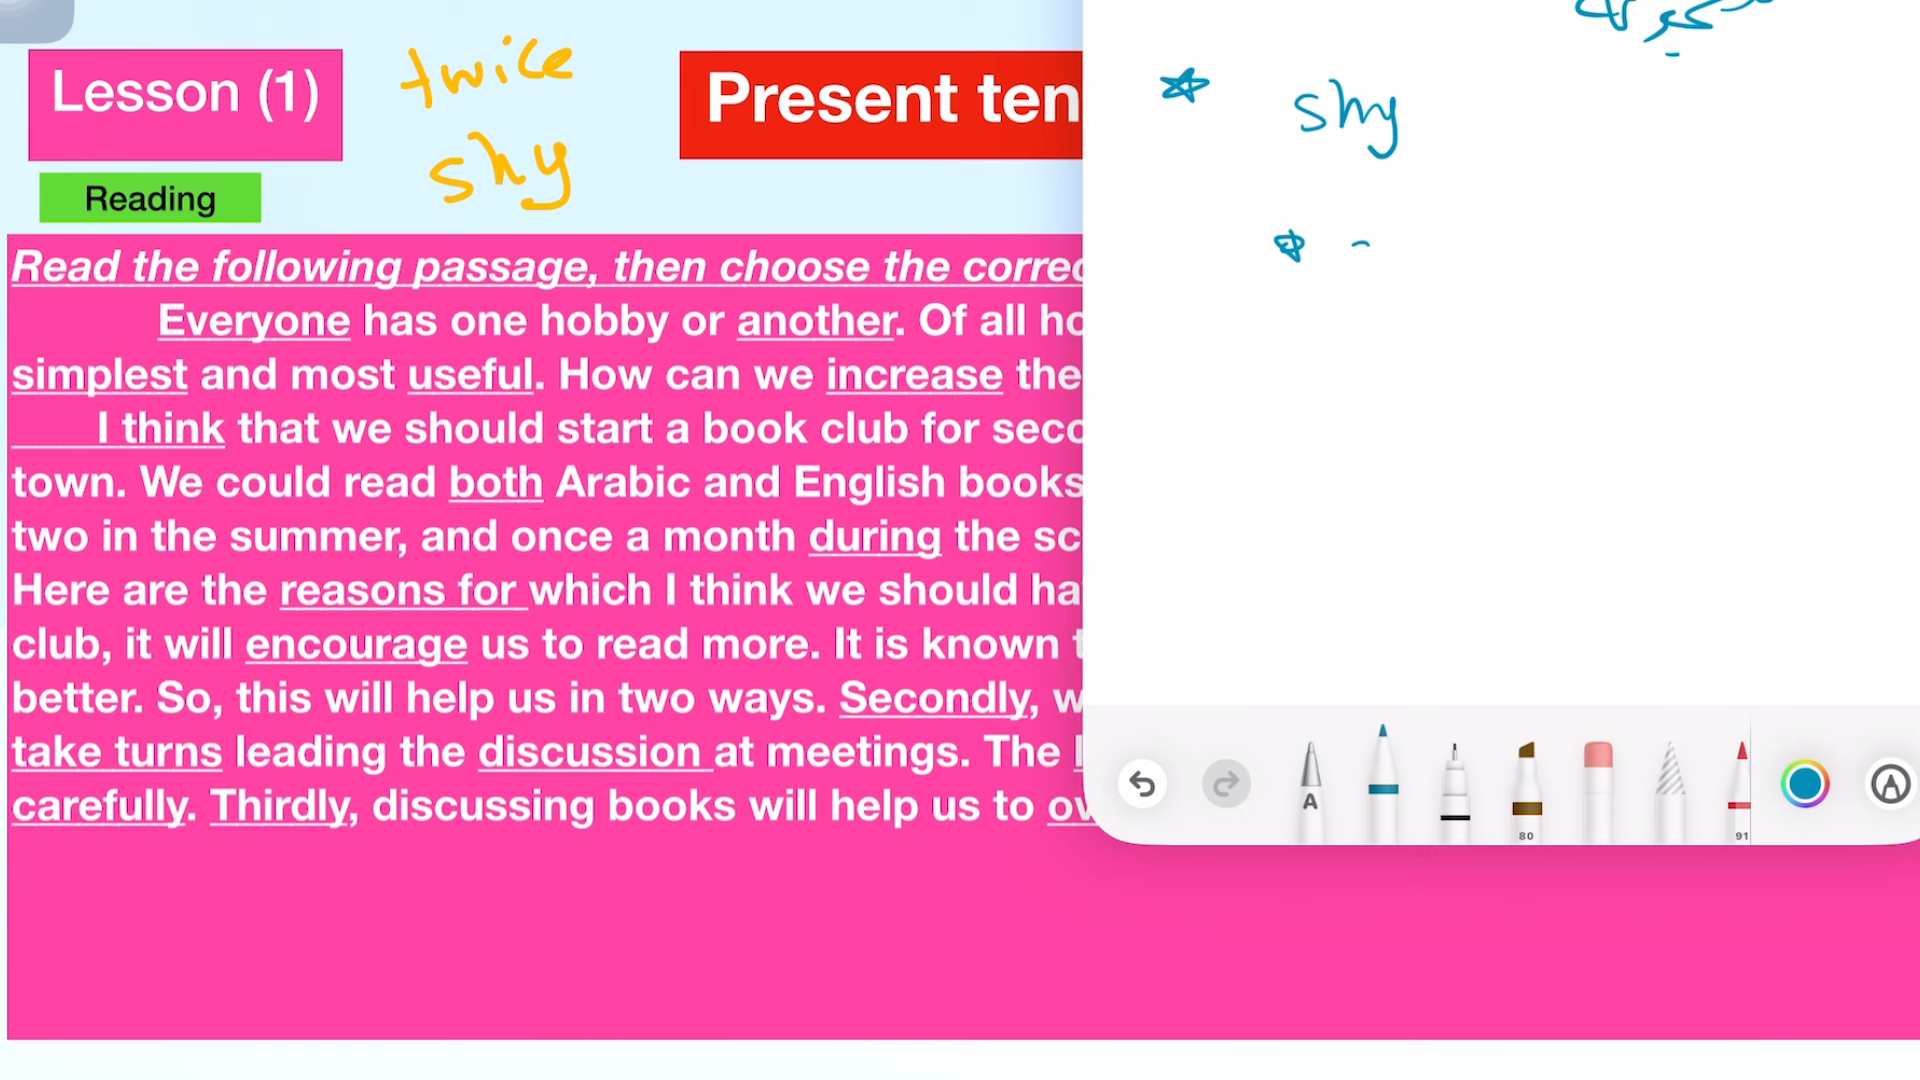 Lesson (1)
twice
shy
Present ten
Reading
Read the following passage, then choose the correc
Everyone has one hobby or another. Of all ho
simplest and most useful. How can we increase the
I think that we should start a book club for seco
town. We could read both Arabic and English books
two in the summer, and once a month during the sc
Here are the reasons for which I think we should ha
club, it will encourage us to read more. It is known t
better. So, this will help us in two ways. Secondly, w
take turns leading the discussion at meetings. The l
carefully. Thirdly, discussing books will help us to ov
shy
A
80
91